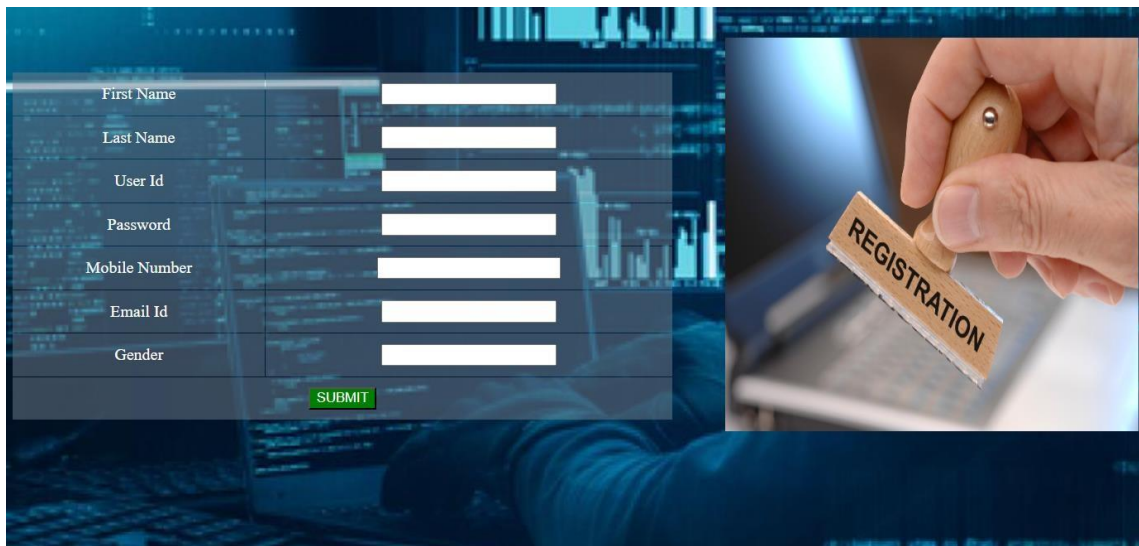 First Name
Last Name
User Id
Password
Mobile Number
Email Id
Gender
SUBMIT
REGISTRATION